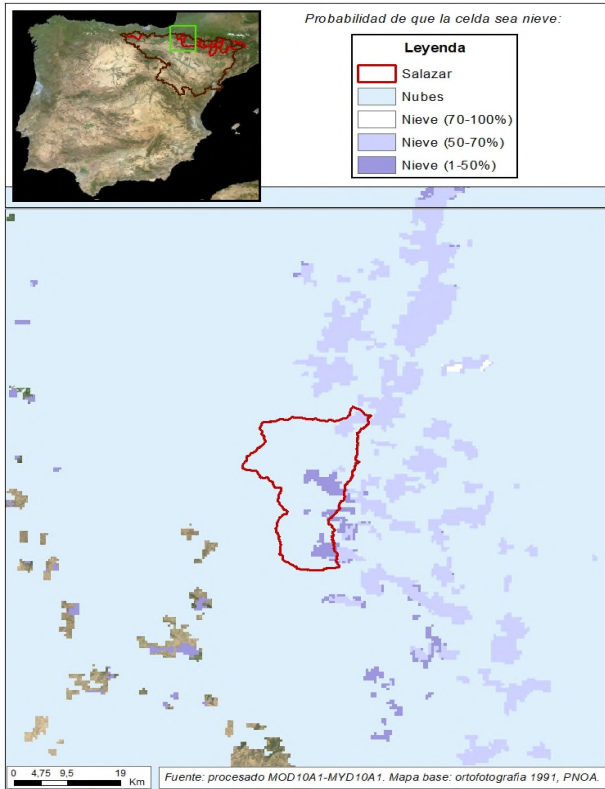 Probabilidad de que la celda sea nieve:
Leyenda
Salazar
Nubes
Nieve (70-100%)
Nieve (50-70%)
Nieve (1-50%)
0 4,75 9,5 19
Km
Fuente: procesado MOD10A1-MYD10A1. Mapa base: ortofotografia 1991, PNOA.